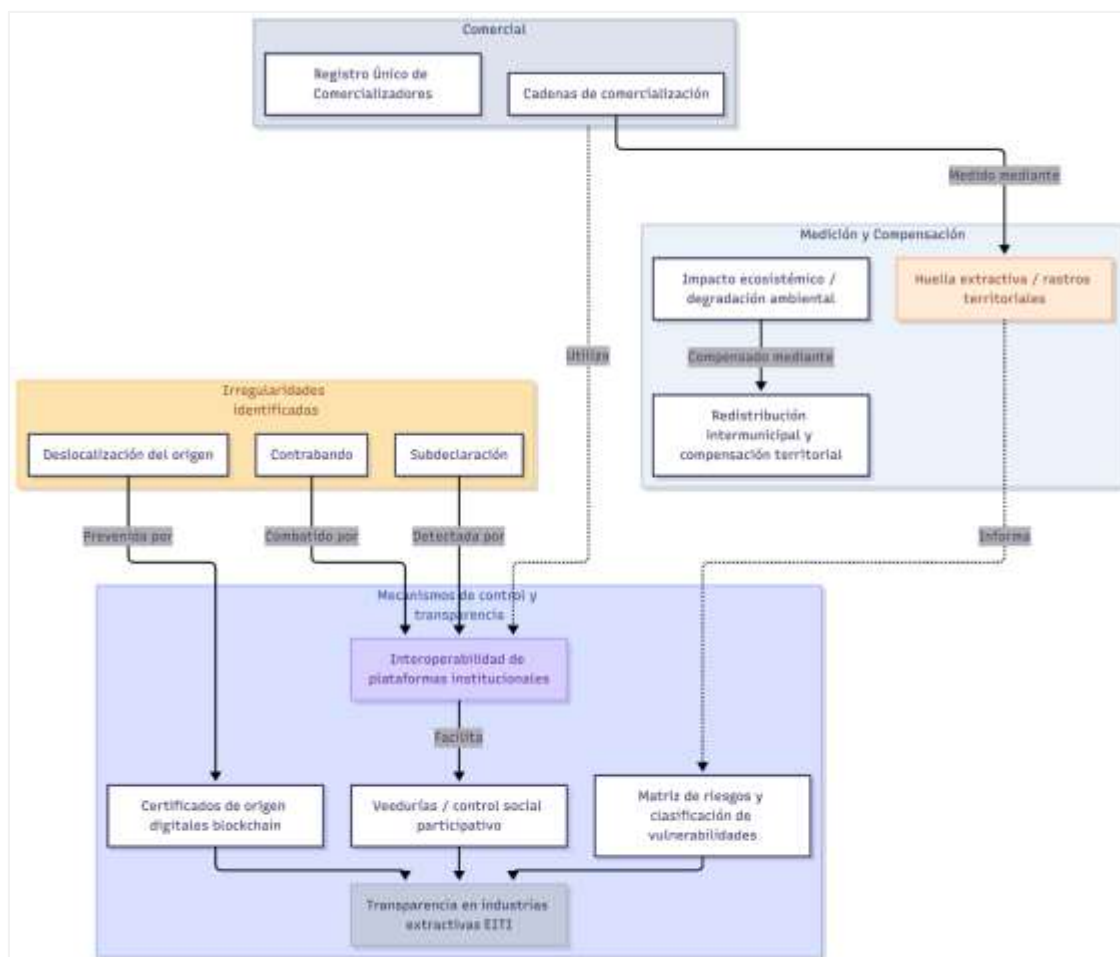 Comercial
Registro Único de
Comercializadores
Cadenas de comercialización
Medido mediante
Medición y Compensación
Impacto ecosistémico /
degradación ambiental
Huella extractiva / rastros
territoriales
Utiliza
Compensado mediante
Irregularidades
identificadas
Redistribución
intermunicipal y
compensación territorial
Deslocalización del origen
Contrabando
Subdeclaración
Prevenida por
Combatido por
Detectada por
Informa
Mecanismos de control y
transparencia
Interoperabilidad de
plataformas institucionales
Facilita
Certificados de origen
digitales blockchain
Veedurías / control social
participativo
Matriz de riesgos y
clasificación de
vulnerabilidades
Transparencia en industrias
extractivas EITI